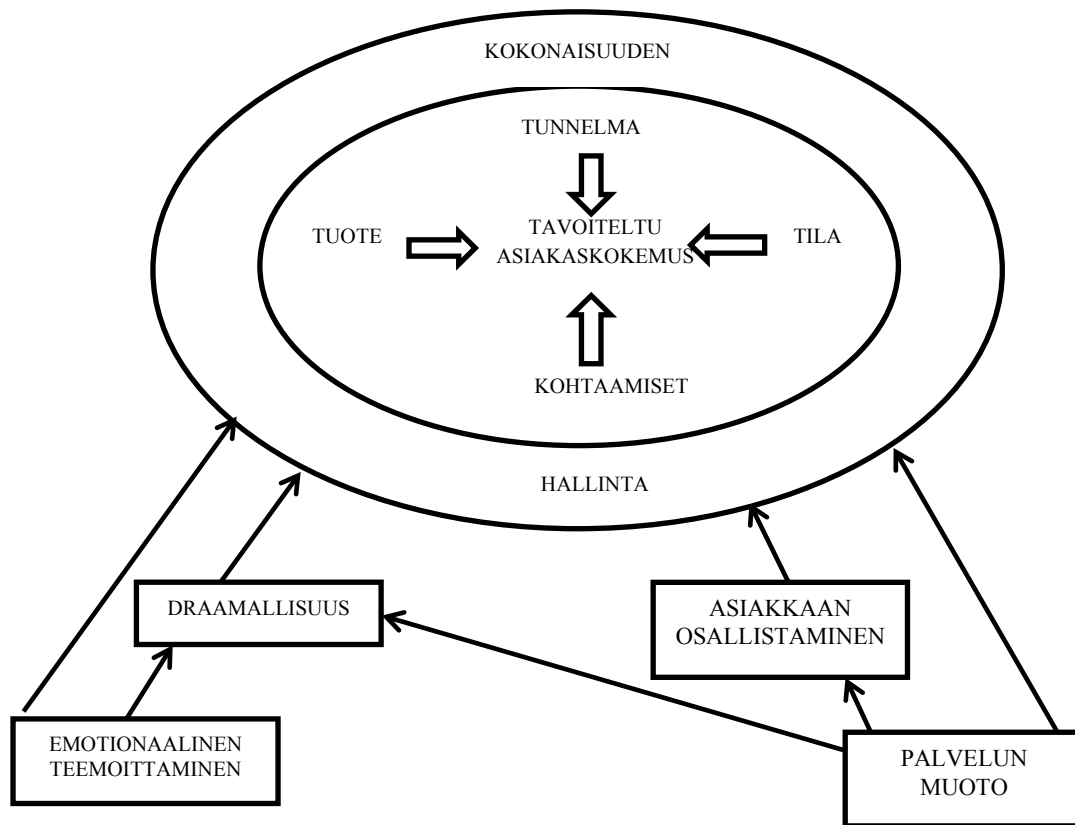 KOKONAISUUDEN
TUNNELMA
TUOTE
TAVOITELTU
ASIAKASKOKEMUS
TILA
KOHTAAMISET
HALLINTA
DRAAMALLISUUS
ASIAKKAAN
OSALLISTAMINEN
EMOTIONAALINEN
TEEMOITTAMINEN
PALVELUN
MUOTO